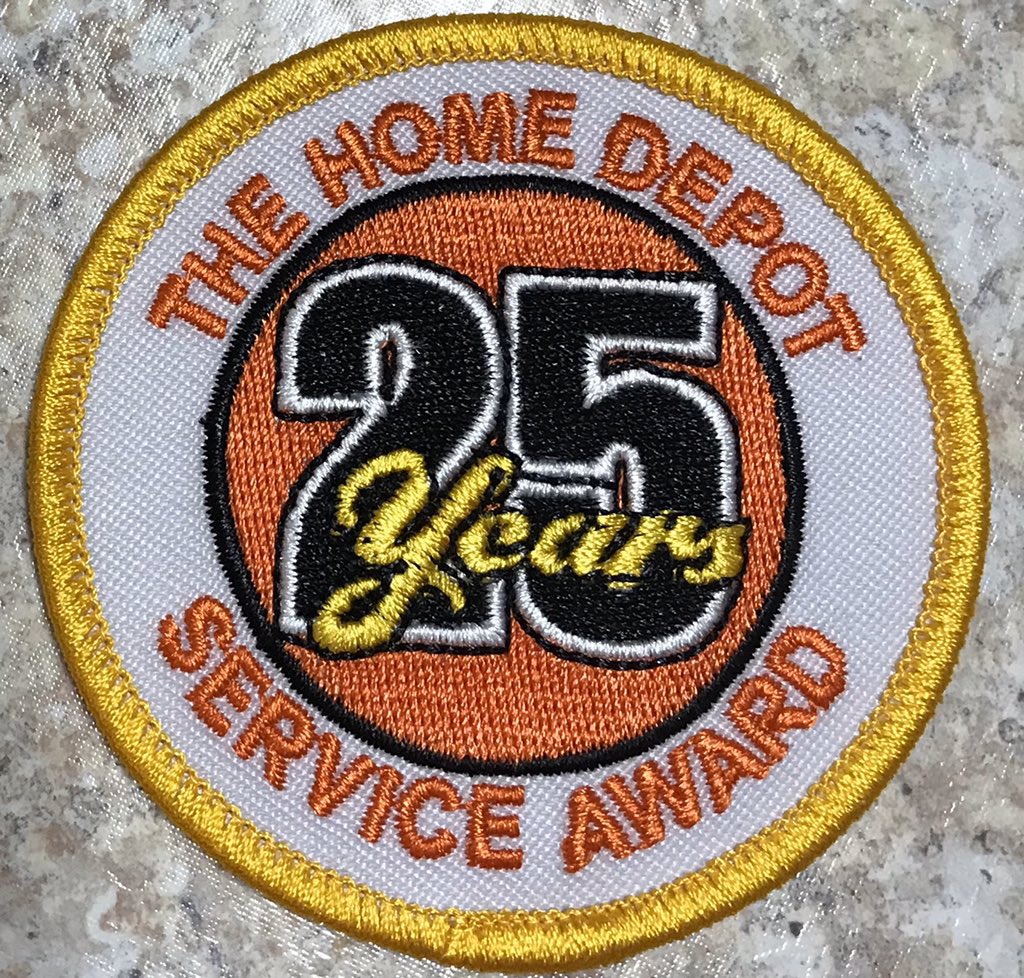 THE HOME DEPOT
25
Years
SERVICE AWARD